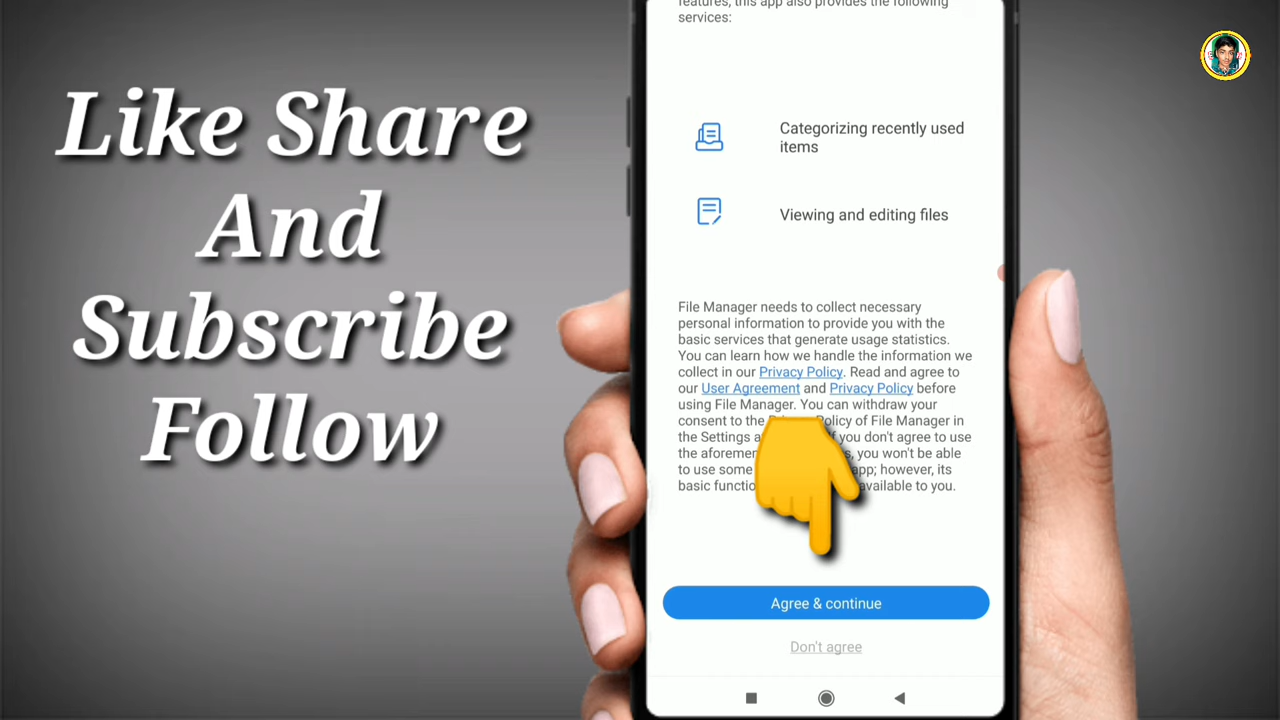 Like Share
And
Subscribe
Follow
features, this app also provides the following
services:
Categorizing recently used
items
Viewing and editing files
File Manager needs to collect necessary
personal information to provide you with the
basic services that generate usage statistics.
You can learn how we handle the information we
collect in our Privacy Policy. Read and agree to
our User Agreement and Privacy Policy before
using File Manager. You can withdraw your
consent to the Policy of File Manager in
the Settings if you don't agree to use
the you won't be able
to use some app; however, its
basic available to you.
Agree & continue
Don't agree